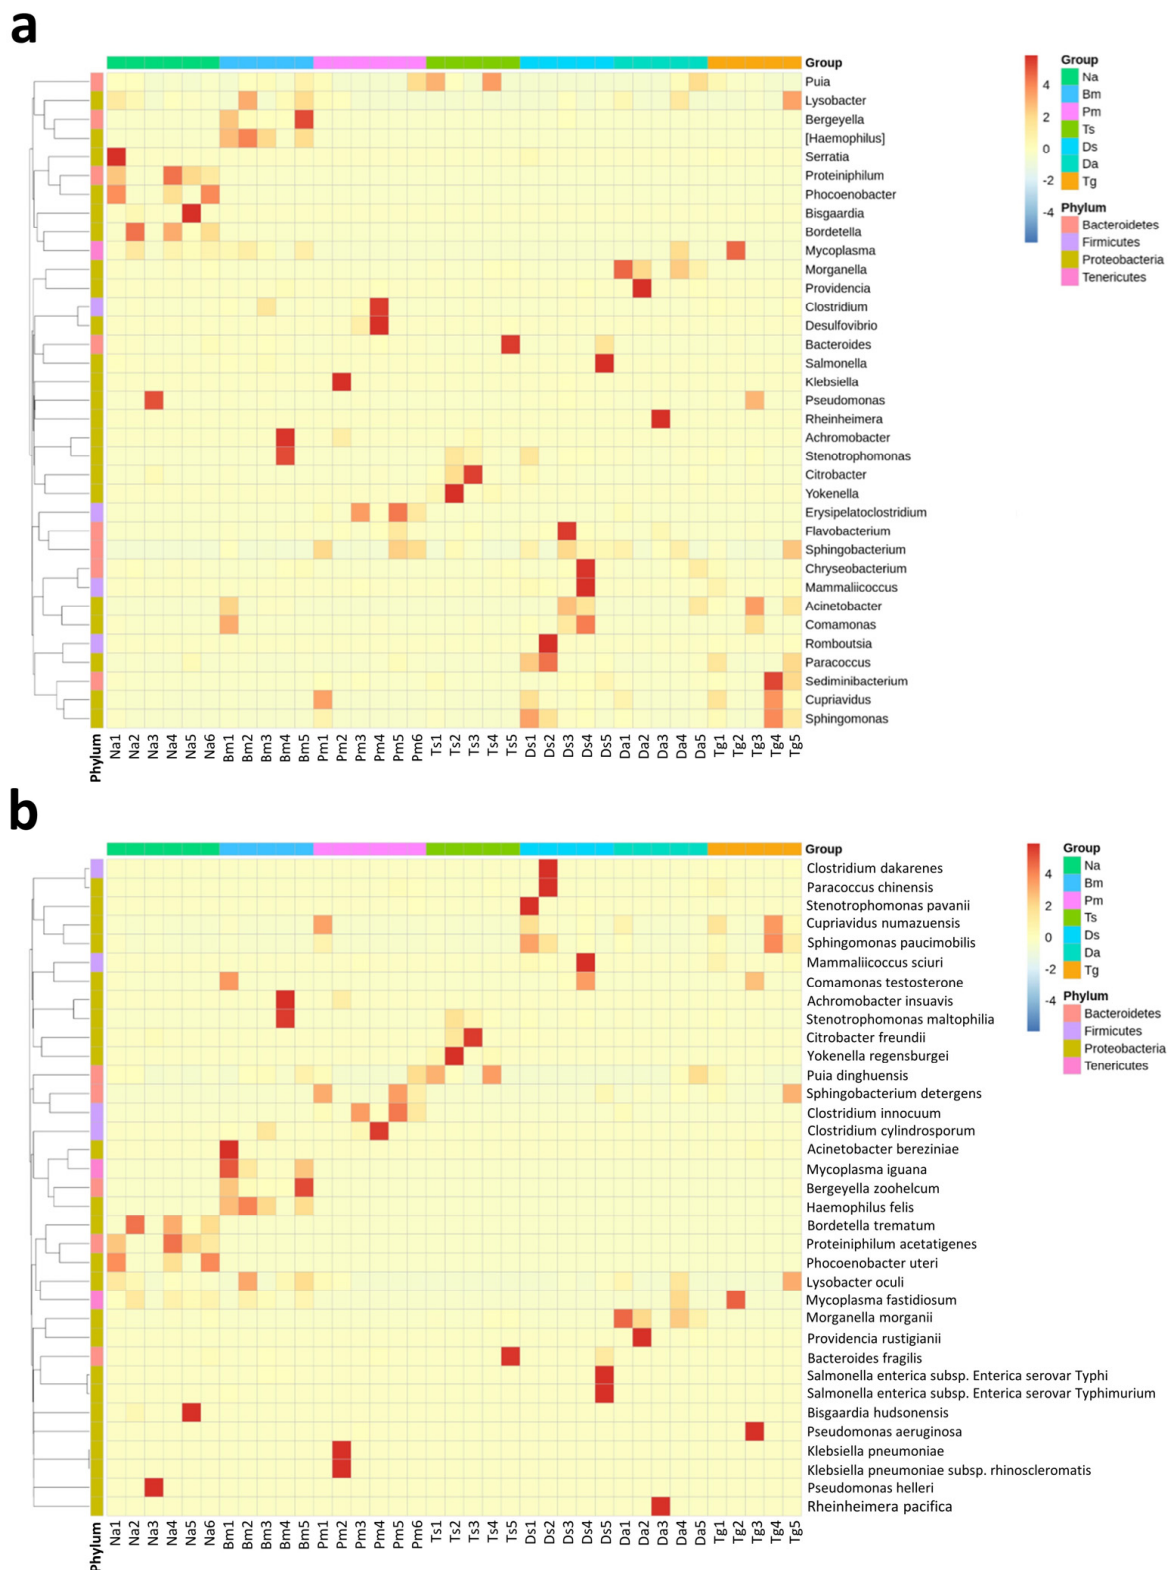 a
Group
Puia
Lysobacter
Bergeyella
[Haemophilus]
Serratia
Proteiniphilum
Phocoenobacter
Bisgaardia
Bordetella
Mycoplasma
Morganella
Providencia
Clostridium
Desulfovibrio
Bacteroides
Salmonella
Klebsiella
Pseudomonas
Rheinheimera
Achromobacter
Stenotrophomonas
Citrobacter
Yokenella
Erysipelatoclostridium
Flavobacterium
Sphingobacterium
Chryseobacterium
Mammaliicoccus
Acinetobacter
Comamonas
Romboutsia
Paracoccus
Sediminibacterium
Cupriavidus
Sphingomonas
4
2
0
-2
-4
Group
Na
Bm
Pm
Ts
Ds
Da
Tg
Phylum
Bacteroidetes
Firmicutes
Proteobacteria
Tenericutes
Phylum Na1 Na2 Na3 Na4 Na5 Na6 Bm1 Bm2 Bm3 Bm4 Bm5 Pm1 Pm2 Pm3 Pm4 Pm5 Pm6 Ts1 Ts2 Ts3 Ts4 Ts5 Ds1 Ds2 Ds3 Ds4 Ds5 Da1 Da2 Da3 Da4 Da5 Tg1 Tg2 Tg3 Tg4 Tg5
b
Group
Clostridium dakarenes
Paracoccus chinensis
Stenotrophomonas pavanii
Cupriavidus numazuensis
Sphingomonas paucimobilis
Mammaliicoccus sciuri
Comamonas testosterone
Achromobacter insuavis
Stenotrophomonas maltophilia
Citrobacter freundii
Yokenella regensburgei
Puia dinghuensis
Sphingobacterium detergens
Clostridium innocuum
Clostridium cylindrosporum
Acinetobacter bereziniae
Mycoplasma iguana
Bergeyella zoohelcum
Haemophilus felis
Bordetella trematum
Proteiniphilum acetatigenes
Phocoenobacter uteri
Lysobacter oculi
Mycoplasma fastidiosum
Morganella morganii
Providencia rustigianii
Bacteroides fragilis
Salmonella enterica subsp. Enterica serovar Typhi
Salmonella enterica subsp. Enterica serovar Typhimurium
Bisgaardia hudsonensis
Pseudomonas aeruginosa
Klebsiella pneumoniae
Klebsiella pneumoniae subsp. rhinoscleromatis
Pseudomonas helleri
Rheinheimera pacifica
4
2
0
-2
-4
Group
Na
Bm
Pm
Ts
Ds
Da
Tg
Phylum
Bacteroidetes
Firmicutes
Proteobacteria
Tenericutes
Phylum Na1 Na2 Na3 Na4 Na5 Na6 Bm1 Bm2 Bm3 Bm4 Bm5 Pm1 Pm2 Pm3 Pm4 Pm5 Pm6 Ts1 Ts2 Ts3 Ts4 Ts5 Ds1 Ds2 Ds3 Ds4 Ds5 Da1 Da2 Da3 Da4 Da5 Tg1 Tg2 Tg3 Tg4 Tg5